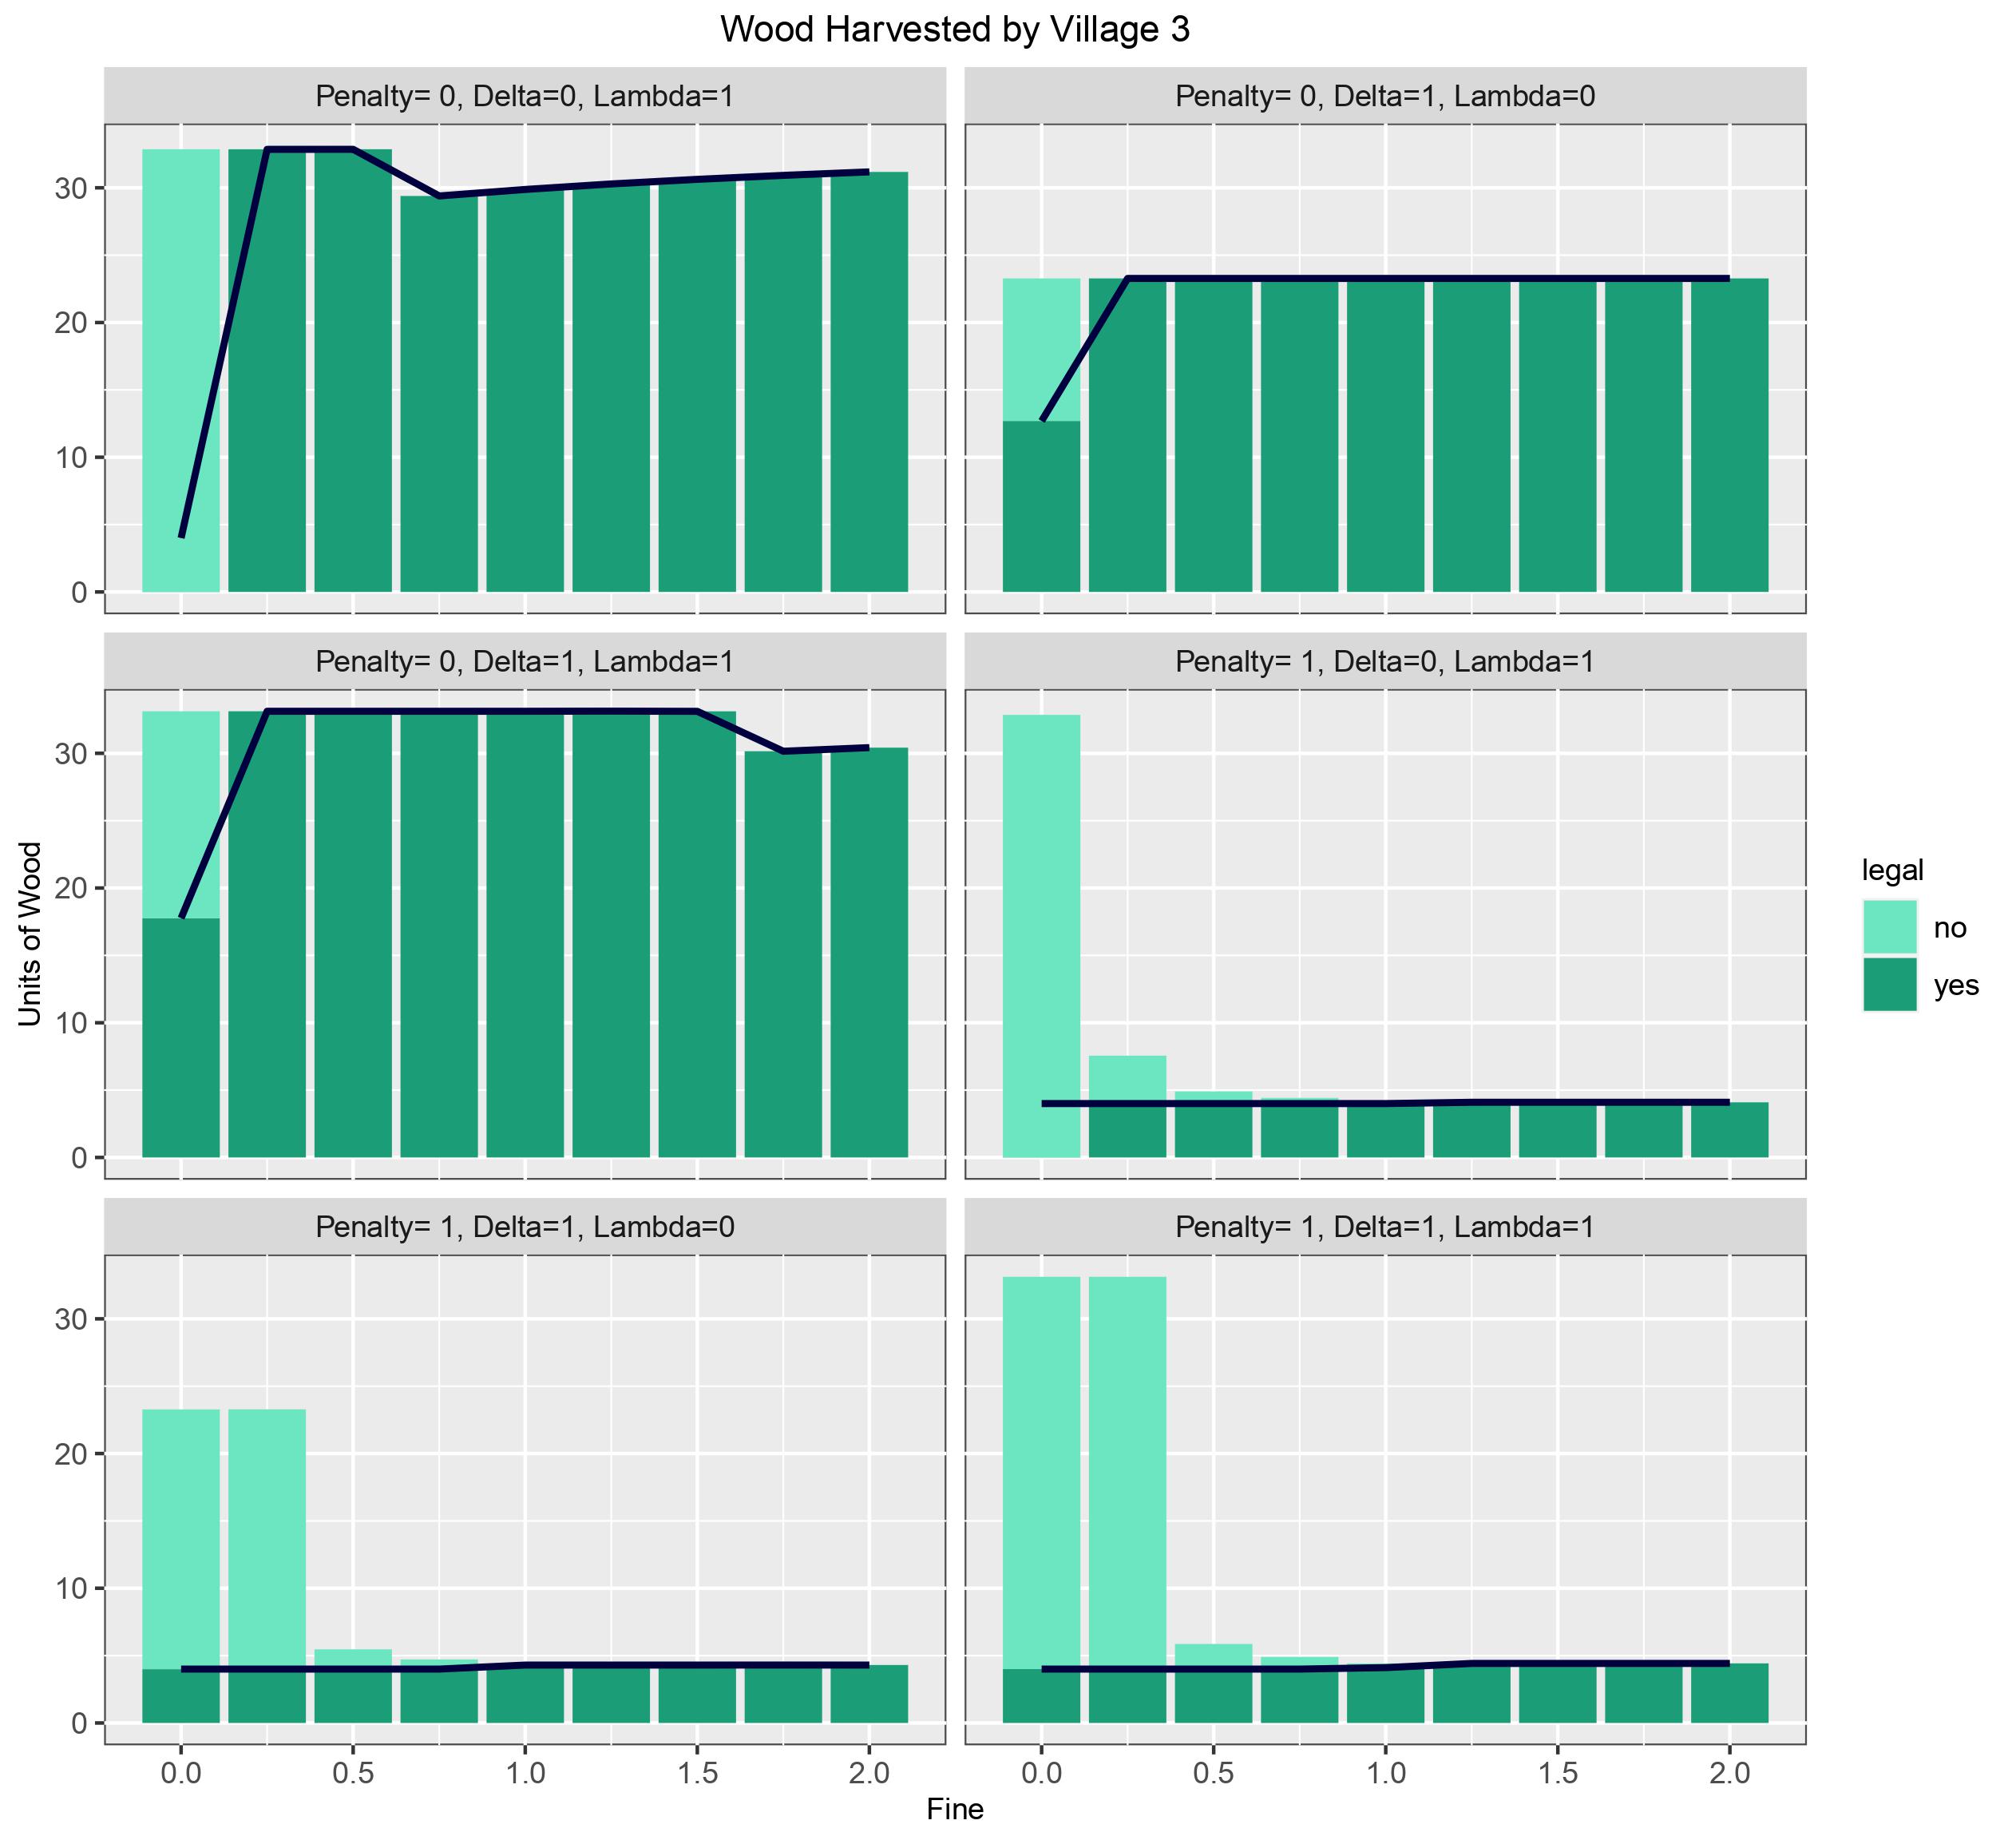 Wood Harvested by Village 3
Penalty= 0, Delta=0, Lambda=1
Penalty= 0, Delta=1, Lambda=0
30
20
10
0
Penalty= 0, Delta=1, Lambda=1
Penalty= 1, Delta=0, Lambda=1
30
20
10
0
Units of Wood
legal
no
yes
Penalty= 1, Delta=1, Lambda=0
Penalty= 1, Delta=1, Lambda=1
30
20
10
0
0.0 0.5 1.0 1.5 2.0
0.0 0.5 1.0 1.5 2.0
Fine